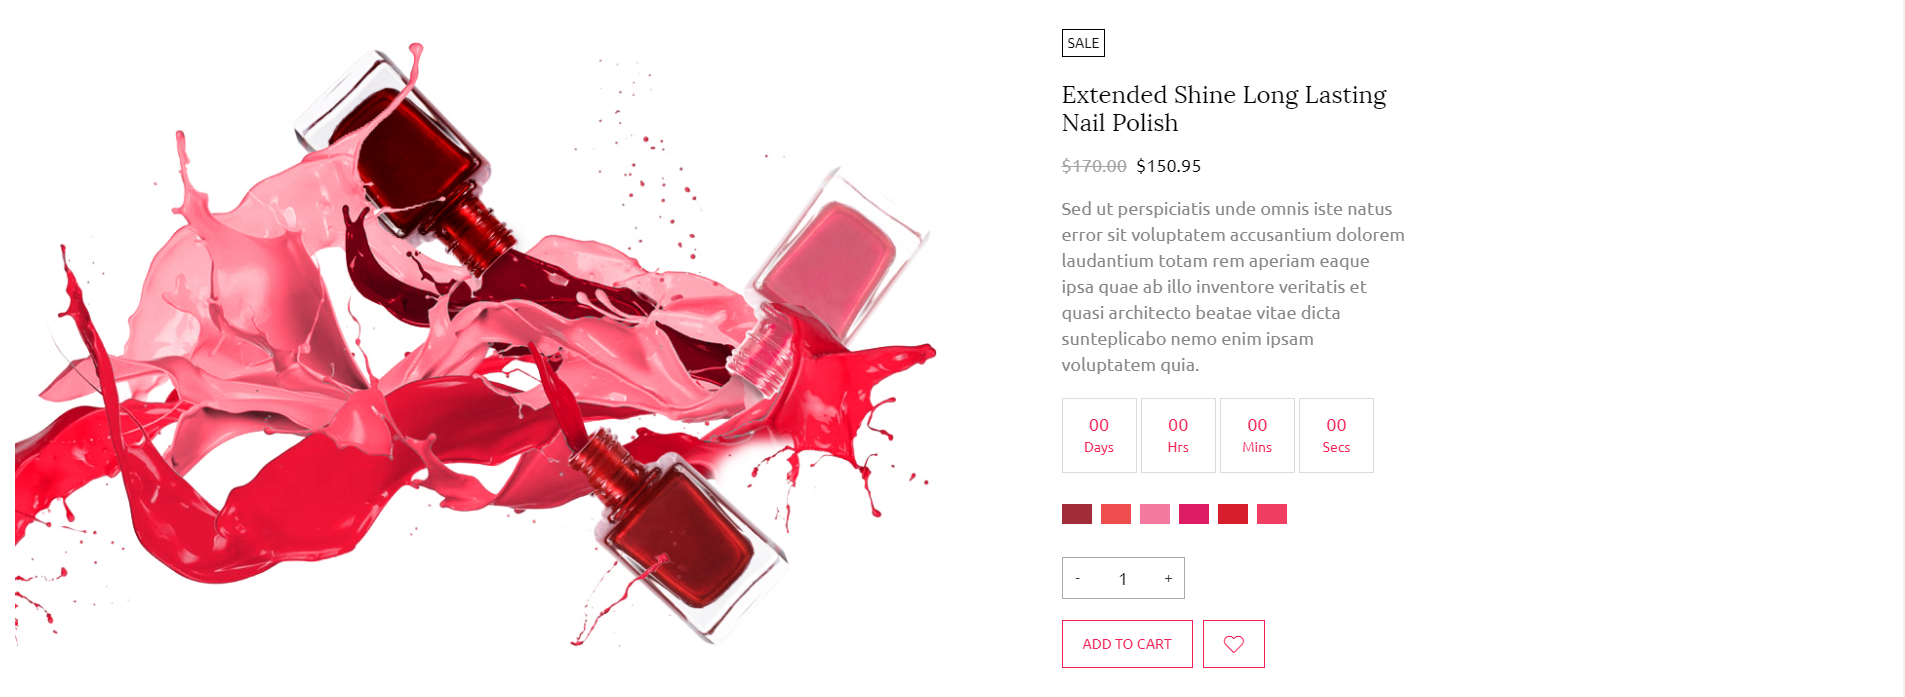 SALE
Extended Shine Long Lasting
Nail Polish
$170.00 $150.95
Sed ut perspiciatis unde omnis iste natus
error sit voluptatem accusantium dolorem
laudantium totam rem aperiam eaque
ipsa quae ab illo inventore veritatis et
quasi architecto beatae vitae dicta
sunteplicabo nemo enim ipsam
voluptatem quia.
00 00 00 00
Days Hrs Mins Secs
- 1 +
ADD TO CART